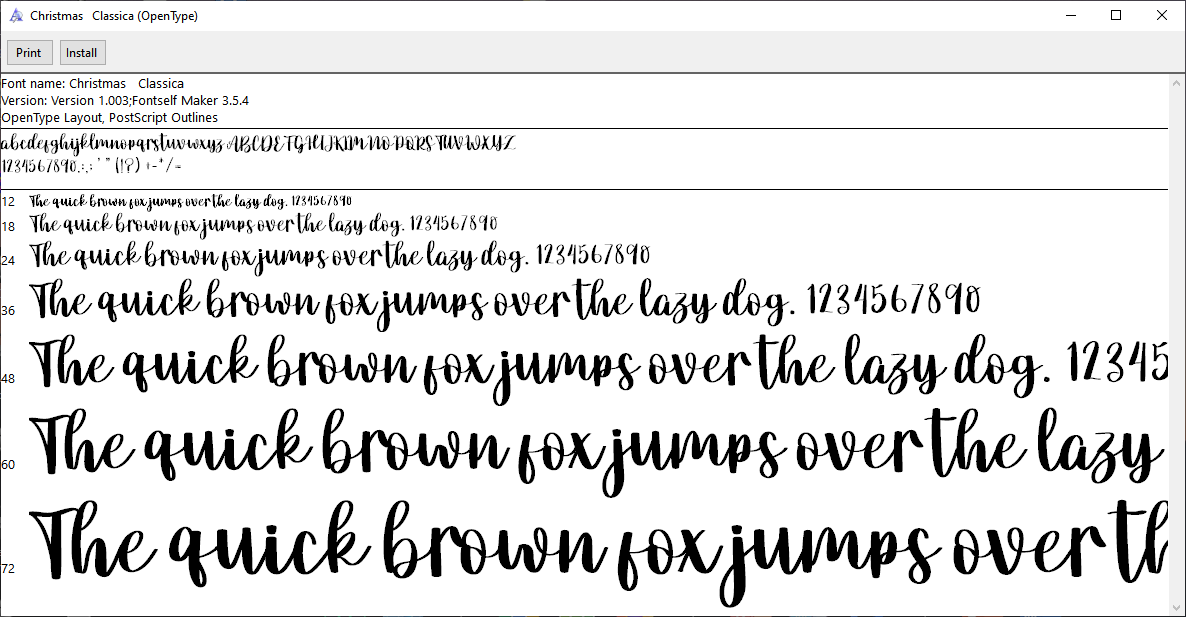 Christmas   Classica (OpenType)
Print Install
Font name: Christmas   Classica
Version: Version 1.003;Fontself Maker 3.5.4
OpenType Layout, PostScript Outlines
abcdefghijklmnopqrstuvwxyz ABCDEFGHIJKLMNOPQRSTUVWXYZ
1234567890.:,; ' " (!?) +-*/=
12 The quick brown fox jumps over the lazy dog. 1234567890
18 The quick brown fox jumps over the lazy dog. 1234567890
24 The quick brown fox jumps over the lazy dog. 1234567890
36 The quick brown fox jumps over the lazy dog. 1234567890
48 The quick brown fox jumps over the lazy dog. 12345
60 The quick brown fox jumps over the lazy
72 The quick brown fox jumps over th